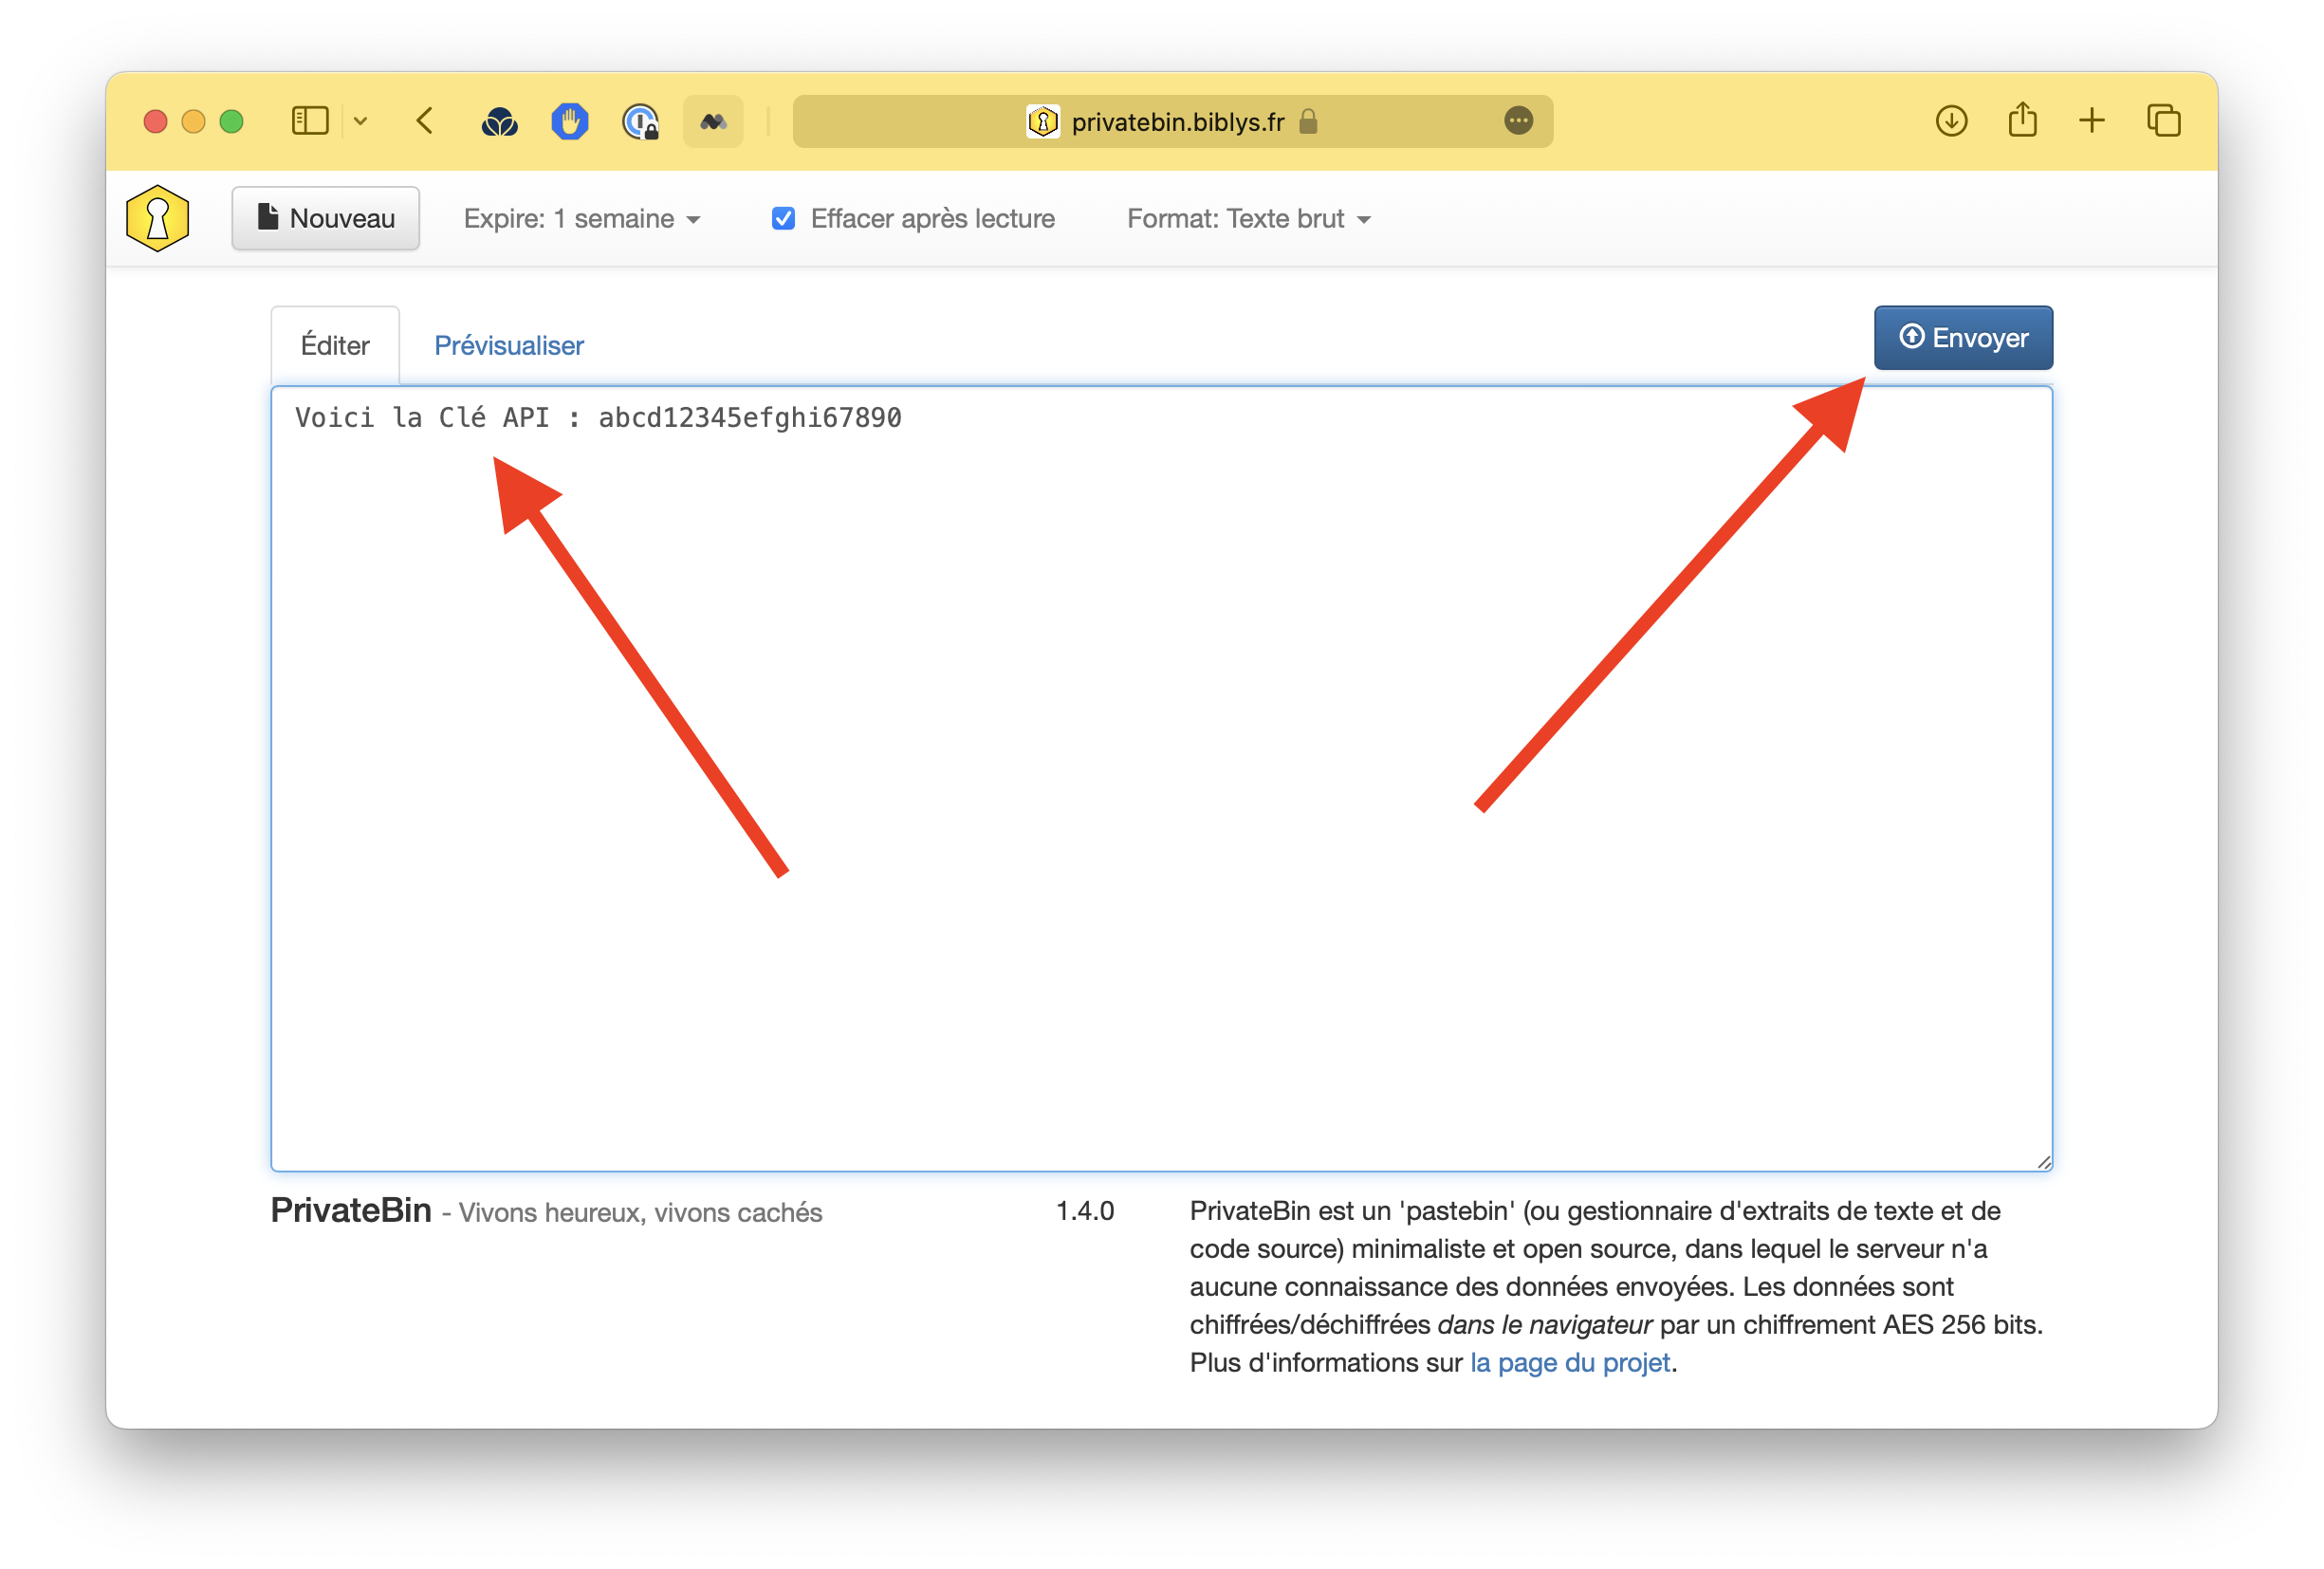 privatebin.biblys.fr
Nouveau
Expire: 1 semaine
Effacer après lecture
Format: Texte brut
Éditer
Prévisualiser
Envoyer
Voici la Clé API : abcd12345efghi67890
PrivateBin - Vivons heureux, vivons cachés
1.4.0
PrivateBin est un 'pastebin' (ou gestionnaire d'extraits de texte et de
code source) minimaliste et open source, dans lequel le serveur n'a
aucune connaissance des données envoyées. Les données sont
chiffrées/déchiffrées dans le navigateur par un chiffrement AES 256 bits.
Plus d'informations sur la page du projet.